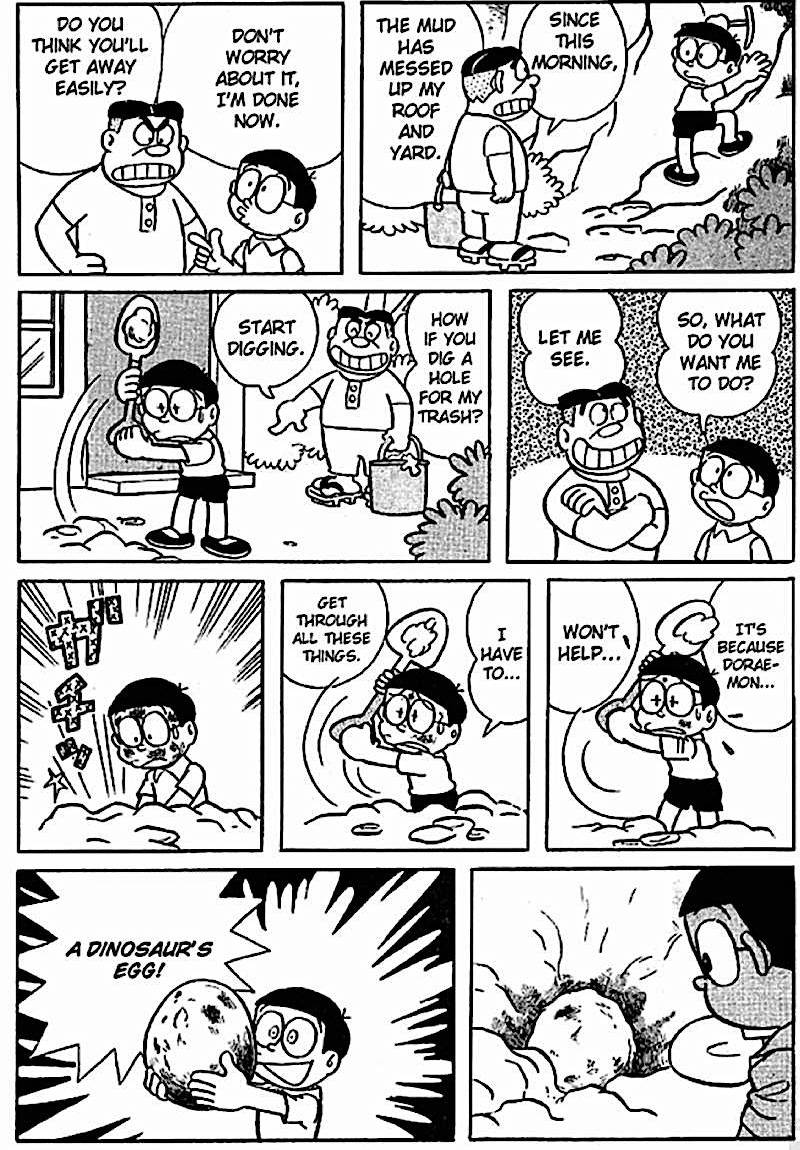 SINCE
THIS
MORNING,
THE MUD
HAS
MESSED
UP MY
ROOF
AND
YARD.
DON'T
WORRY
ABOUT IT,
I'M DONE
NOW.
DO YOU
THINK YOU'LL
GET AWAY
EASILY?
SO, WHAT
DO YOU
WANT ME
TO DO?
LET ME
SEE.
HOW
IF YOU
DIG A
HOLE
FOR MY
TRASH?
START
DIGGING.
IT'S
BECAUSE
DORAE-
MON...
WON'T
HELP...
I
HAVE
TO...
GET
THROUGH
ALL THESE
THINGS.
A DINOSAUR'S
EGG!